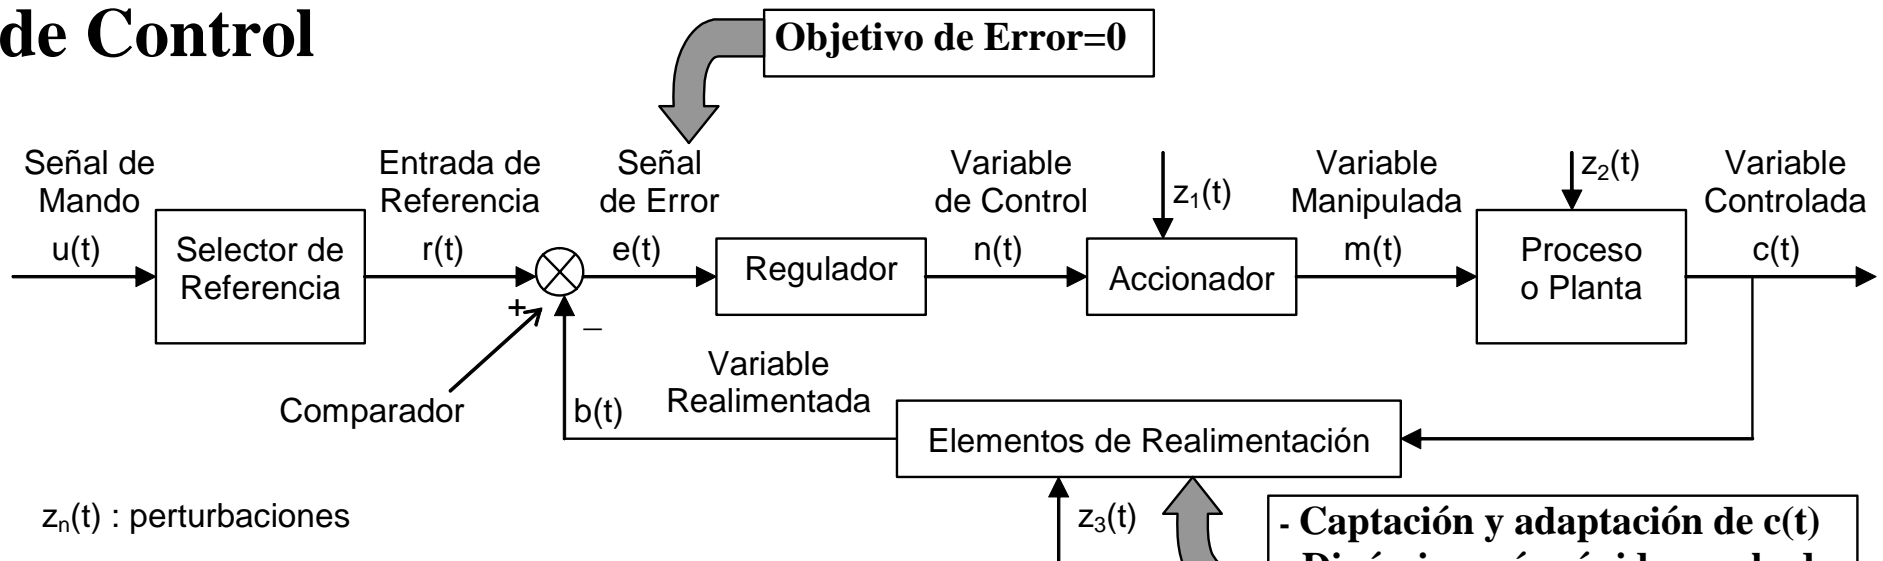 de Control
Objetivo de Error=0
Señal de
Mando
u(t)
Selector de
Referencia
Entrada de
Referencia
r(t)
+
−
Comparador
Señal
de Error
e(t)
Regulador
Variable
de Control
n(t)
z₁(t)
Accionador
Variable
Manipulada
m(t)
z₂(t)
Proceso
o Planta
Variable
Controlada
c(t)
Variable
Realimentada
b(t)
Elementos de Realimentación
zₙ(t) : perturbaciones
z₃(t)
- Captación y adaptación de c(t)